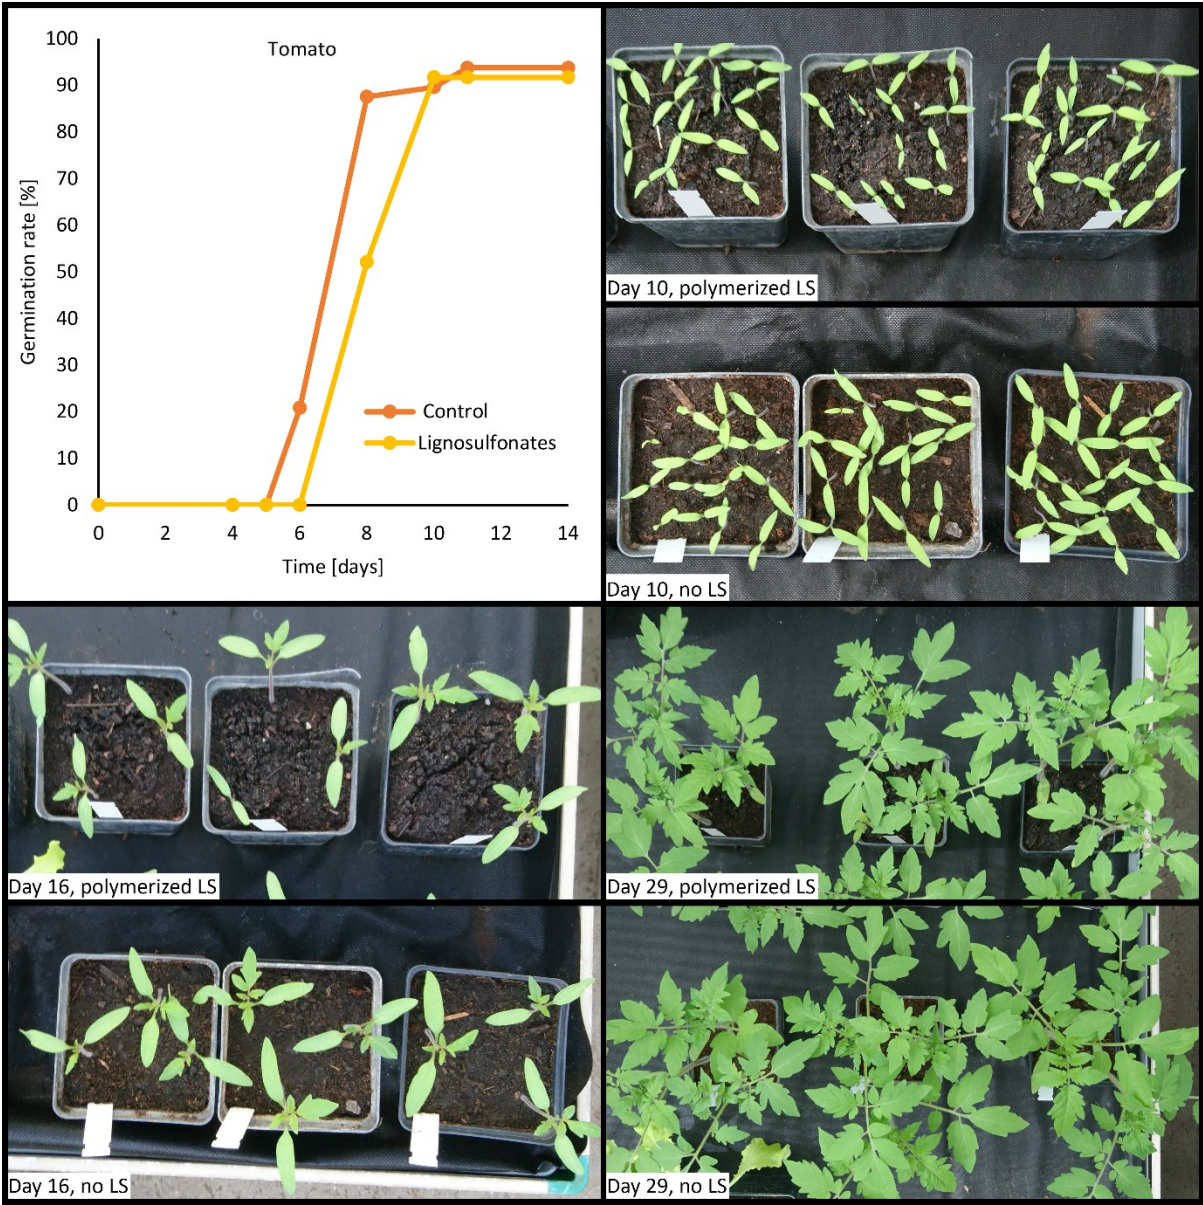 Tomato
Germination rate [%]
100
90
80
70
60
50
40
30
20
10
0
Control
Lignosulfonates
0 2 4 6 8 10 12 14
Time [days]
Day 10, polymerized LS
Day 10, no LS
Day 16, polymerized LS
Day 29, polymerized LS
Day 16, no LS
Day 29, no LS